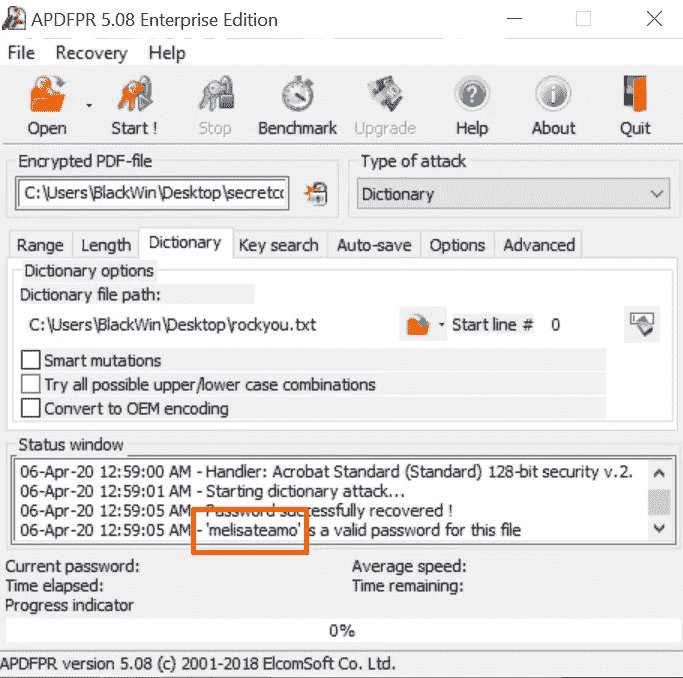 APDFPR 5.08 Enterprise Edition
File Recovery Help
Open Start ! Stop Benchmark Upgrade Help About Quit
Encrypted PDF-file Type of attack
C:\Users\BlackWin\Desktop\secretco Dictionary
Range Length Dictionary Key search Auto-save Options Advanced
Dictionary options
Dictionary file path:
C:\Users\BlackWin\Desktop\rockyou.txt Start line # 0
Smart mutations
Try all possible upper/lower case combinations
Convert to OEM encoding
Status window
06-Apr-20 12:59:00 AM - Handler: Acrobat Standard (Standard) 128-bit security v.2.
06-Apr-20 12:59:01 AM - Starting dictionary attack...
06-Apr-20 12:59:05 AM - Password successfully recovered !
06-Apr-20 12:59:05 AM - 'melisateamo' is a valid password for this file
Current password: Average speed:
Time elapsed: Time remaining:
Progress indicator
0%
APDFPR version 5.08 (c) 2001-2018 ElcomSoft Co. Ltd.